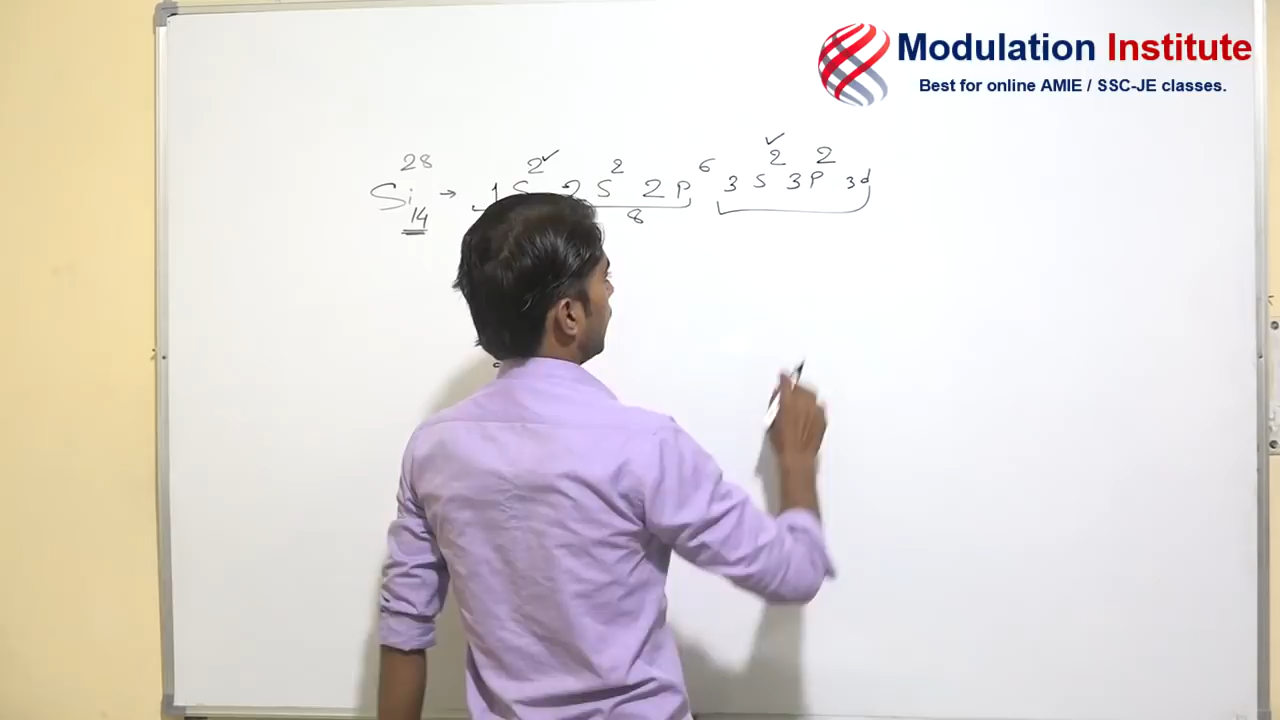 Modulation Institute
Best for online AMIE / SSC-JE classes.
28 2✓ 2 6 ✓2 2
Si → 1S 2S 2P 3S 3P 3d
14 8